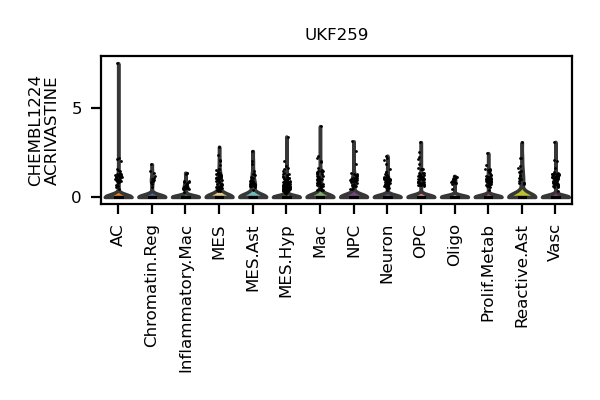 UKF259
CHEMBL1224
ACRIVASTINE
5
0
AC
Chromatin.Reg
Inflammatory.Mac
MES
MES.Ast
MES.Hyp
Mac
NPC
Neuron
OPC
Oligo
Prolif.Metab
Reactive.Ast
Vasc